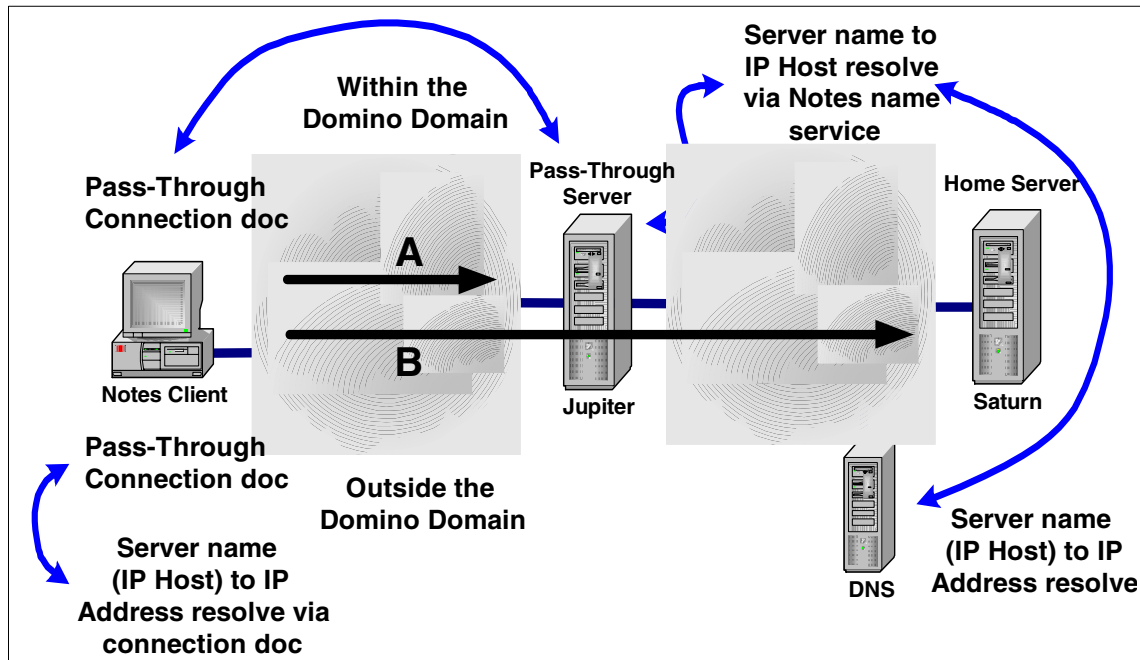 Within the
Domino Domain
Server name to
IP Host resolve
via Notes name
service
Pass-Through
Connection doc
Pass-Through
Server
Home Server
A
B
Notes Client
Jupiter
Saturn
Pass-Through
Connection doc
Outside the
Domino Domain
Server name
(IP Host) to IP
Address resolve via
connection doc
DNS
Server name
(IP Host) to IP
Address resolve